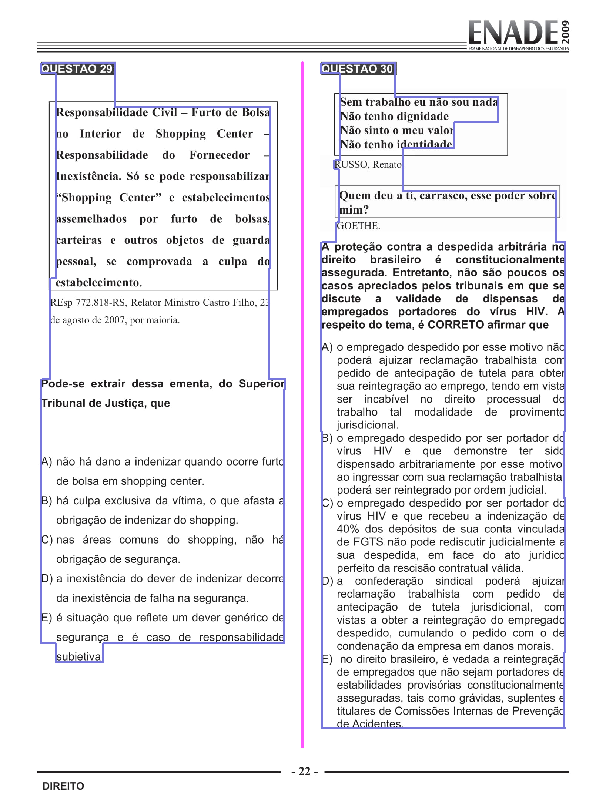 ENADE 2009
EXAME NACIONAL DE DESEMPENHO DOS ESTUDANTES
QUESTÃO 29
Responsabilidade Civil – Furto de Bolsa
no Interior de Shopping Center –
Responsabilidade do Fornecedor –
Inexistência. Só se pode responsabilizar
“Shopping Center” e estabelecimentos
assemelhados por furto de bolsas,
carteiras e outros objetos de guarda
pessoal, se comprovada a culpa do
estabelecimento.
REsp 772.818-RS, Relator Ministro Castro Filho, 23
de agosto de 2007, por maioria.
Pode-se extrair dessa ementa, do Superior
Tribunal de Justiça, que
A) não há dano a indenizar quando ocorre furto
de bolsa em shopping center.
B) há culpa exclusiva da vítima, o que afasta a
obrigação de indenizar do shopping.
C) nas áreas comuns do shopping, não há
obrigação de segurança.
D) a inexistência do dever de indenizar decorre
da inexistência de falha na segurança.
E) é situação que reflete um dever genérico de
segurança e é caso de responsabilidade
subjetiva.
QUESTÃO 30
Sem trabalho eu não sou nada
Não tenho dignidade
Não sinto o meu valor
Não tenho identidade
RUSSO, Renato
Quem deu a ti, carrasco, esse poder sobre
mim?
GOETHE.
A proteção contra a despedida arbitrária no
direito brasileiro é constitucionalmente
assegurada. Entretanto, não são poucos os
casos apreciados pelos tribunais em que se
discute a validade de dispensas de
empregados portadores do vírus HIV. A
respeito do tema, é CORRETO afirmar que
A) o empregado despedido por esse motivo não
poderá ajuizar reclamação trabalhista com
pedido de antecipação de tutela para obter
sua reintegração ao emprego, tendo em vista
ser incabível no direito processual do
trabalho tal modalidade de provimento
jurisdicional.
B) o empregado despedido por ser portador do
vírus HIV e que demonstre ter sido
dispensado arbitrariamente por esse motivo,
ao ingressar com sua reclamação trabalhista,
poderá ser reintegrado por ordem judicial.
C) o empregado despedido por ser portador do
vírus HIV e que recebeu a indenização de
40% dos depósitos de sua conta vinculada
de FGTS não pode rediscutir judicialmente a
sua despedida, em face do ato jurídico
perfeito da rescisão contratual válida.
D) a confederação sindical poderá ajuizar
reclamação trabalhista com pedido de
antecipação de tutela jurisdicional, com
vistas a obter a reintegração do empregado
despedido, cumulando o pedido com o de
condenação da empresa em danos morais.
E) no direito brasileiro, é vedada a reintegração
de empregados que não sejam portadores de
estabilidades provisórias constitucionalmente
asseguradas, tais como grávidas, suplentes e
titulares de Comissões Internas de Prevenção
de Acidentes.
- 22 -
DIREITO